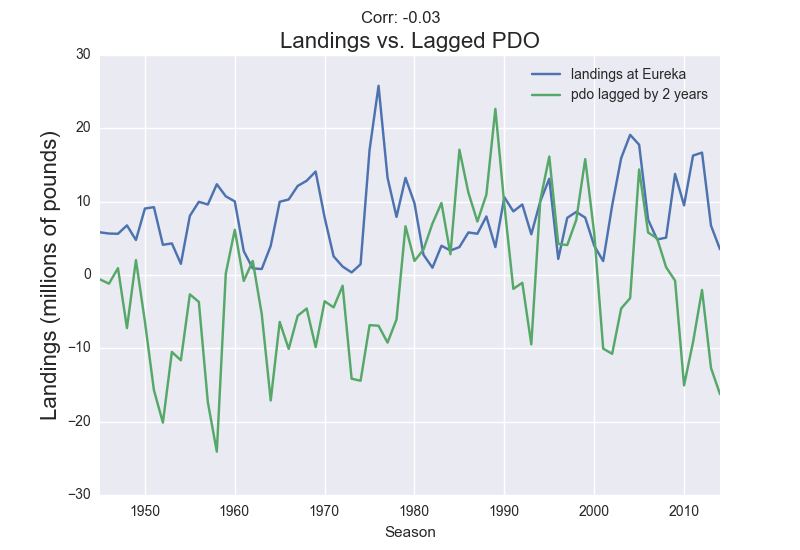 Corr: -0.03
Landings vs. Lagged PDO
landings at Eureka
pdo lagged by 2 years
Landings (millions of pounds)
30
20
10
0
−10
−20
−30
1950 1960 1970 1980 1990 2000 2010
Season